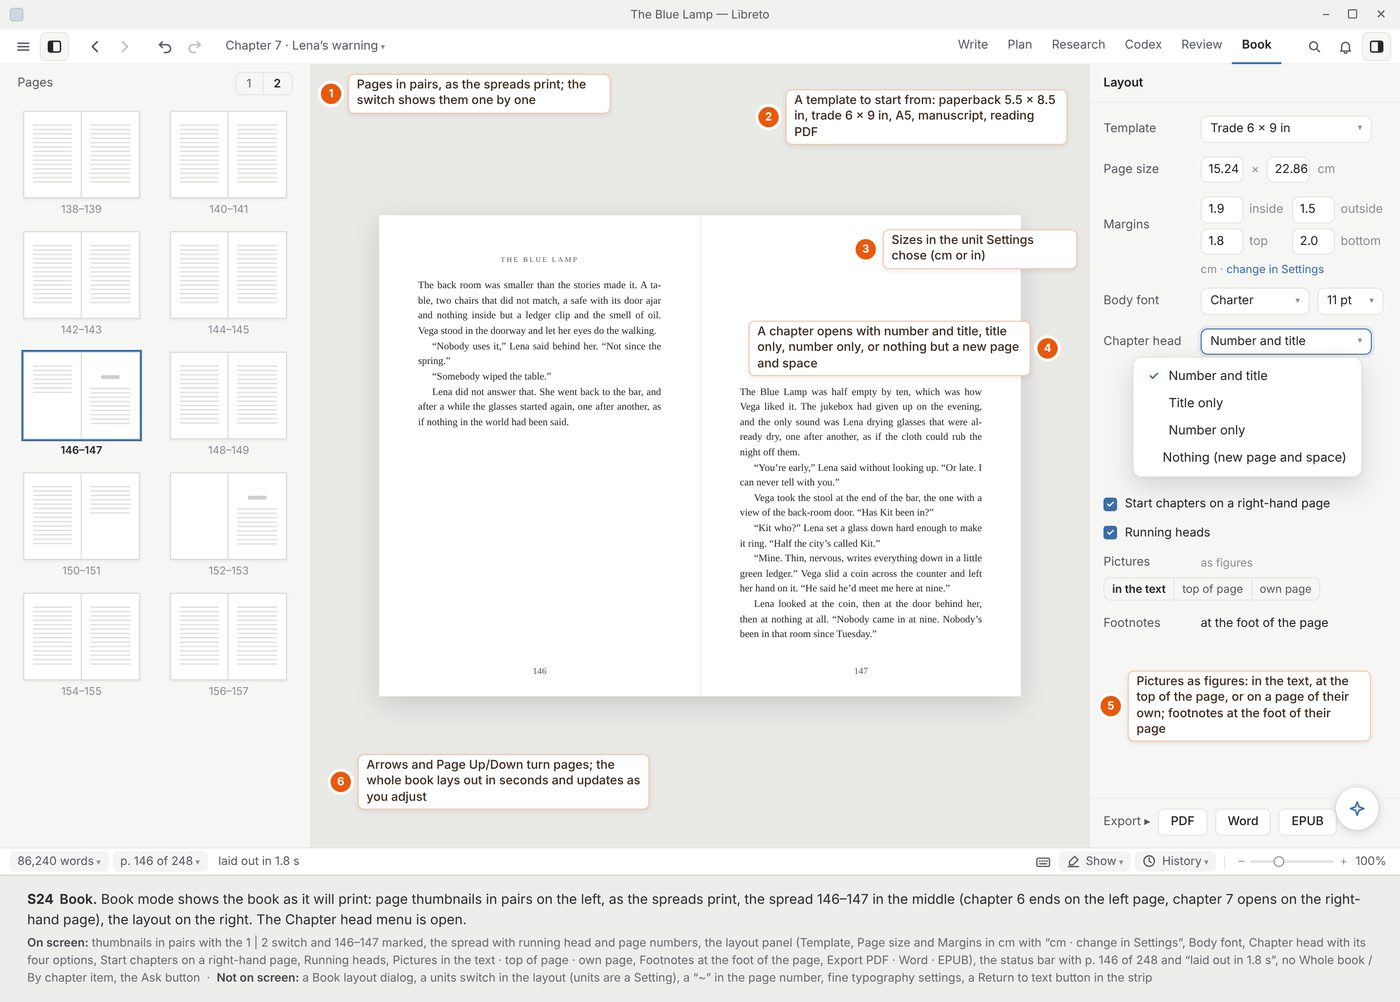 The Blue Lamp — Libreto
Chapter 7 · Lena’s warning
Write Plan Research Codex Review Book
Pages
1 2
138–139 140–141
142–143 144–145
146–147 148–149
150–151 152–153
154–155 156–157
1
Pages in pairs, as the spreads print; the
switch shows them one by one
2
A template to start from: paperback 5.5 × 8.5
in, trade 6 × 9 in, A5, manuscript, reading
PDF
3
Sizes in the unit Settings
chose (cm or in)
THE BLUE LAMP
The back room was smaller than the stories made it. A ta-
ble, two chairs that did not match, a safe with its door ajar
and nothing inside but a ledger clip and the smell of oil.
Vega stood in the doorway and let her eyes do the walking.
“Nobody uses it,” Lena said behind her. “Not since the
spring.”
“Somebody wiped the table.”
Lena did not answer that. She went back to the bar, and
after a while the glasses started again, one after another, as
if nothing in the world had been said.
146
A chapter opens with number and title, title
only, number only, or nothing but a new page
and space
4
The Blue Lamp was half empty by ten, which was how
Vega liked it. The jukebox had given up on the evening,
and the only sound was Lena drying glasses that were al-
ready dry, one after another, as if the cloth could rub the
night off them.
“You’re early,” Lena said without looking up. “Or late. I
can never tell with you.”
Vega took the stool at the end of the bar, the one with a
view of the back-room door. “Has Kit been in?”
“Kit who?” Lena set a glass down hard enough to make
it ring. “Half the city’s called Kit.”
“Mine. Thin, nervous, writes everything down in a little
green ledger.” Vega slid a coin across the counter and left
her hand on it. “He said he’d meet me here at nine.”
Lena looked at the coin, then at the door behind her,
then at nothing at all. “Nobody came in at nine. Nobody’s
been in that room since Tuesday.”
147
6
Arrows and Page Up/Down turn pages; the
whole book lays out in seconds and updates as
you adjust
Layout
Template Trade 6 × 9 in
Page size 15.24 × 22.86 cm
Margins
1.9 inside 1.5 outside
1.8 top 2.0 bottom
cm · change in Settings
Body font Charter 11 pt
Chapter head Number and title
Number and title
Title only
Number only
Nothing (new page and space)
Start chapters on a right-hand page
Running heads
Pictures as figures
in the text top of page own page
Footnotes at the foot of the page
5
Pictures as figures: in the text, at the
top of the page, or on a page of their
own; footnotes at the foot of their
page
Export ▸ PDF Word EPUB
86,240 words p. 146 of 248 laid out in 1.8 s
Show History − + 100%
S24 Book. Book mode shows the book as it will print: page thumbnails in pairs on the left, as the spreads print, the spread 146–147 in the middle (chapter 6 ends on the left page, chapter 7 opens on the right-
hand page), the layout on the right. The Chapter head menu is open.
On screen: thumbnails in pairs with the 1 | 2 switch and 146–147 marked, the spread with running head and page numbers, the layout panel (Template, Page size and Margins in cm with “cm · change in Settings”, Body font, Chapter head with its
four options, Start chapters on a right-hand page, Running heads, Pictures in the text · top of page · own page, Footnotes at the foot of the page, Export PDF · Word · EPUB), the status bar with p. 146 of 248 and “laid out in 1.8 s”, no Whole book /
By chapter item, the Ask button · Not on screen: a Book layout dialog, a units switch in the layout (units are a Setting), a “~” in the page number, fine typography settings, a Return to text button in the strip